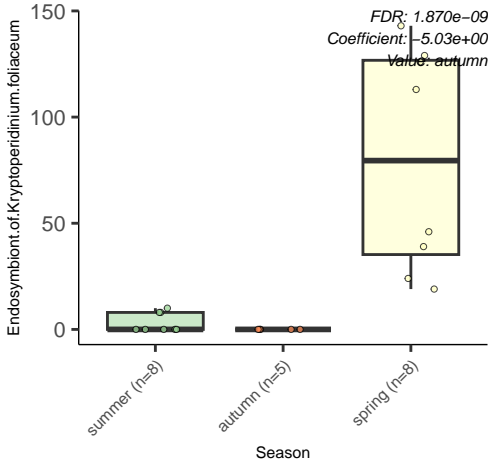 FDR: 1.870e−09
Coefficient: −5.03e+00
Value: autumn
Endosymbiont.of.Kryptoperidinium.foliaceum
150
100
50
0
summer (n=8)
autumn (n=5)
spring (n=8)
Season